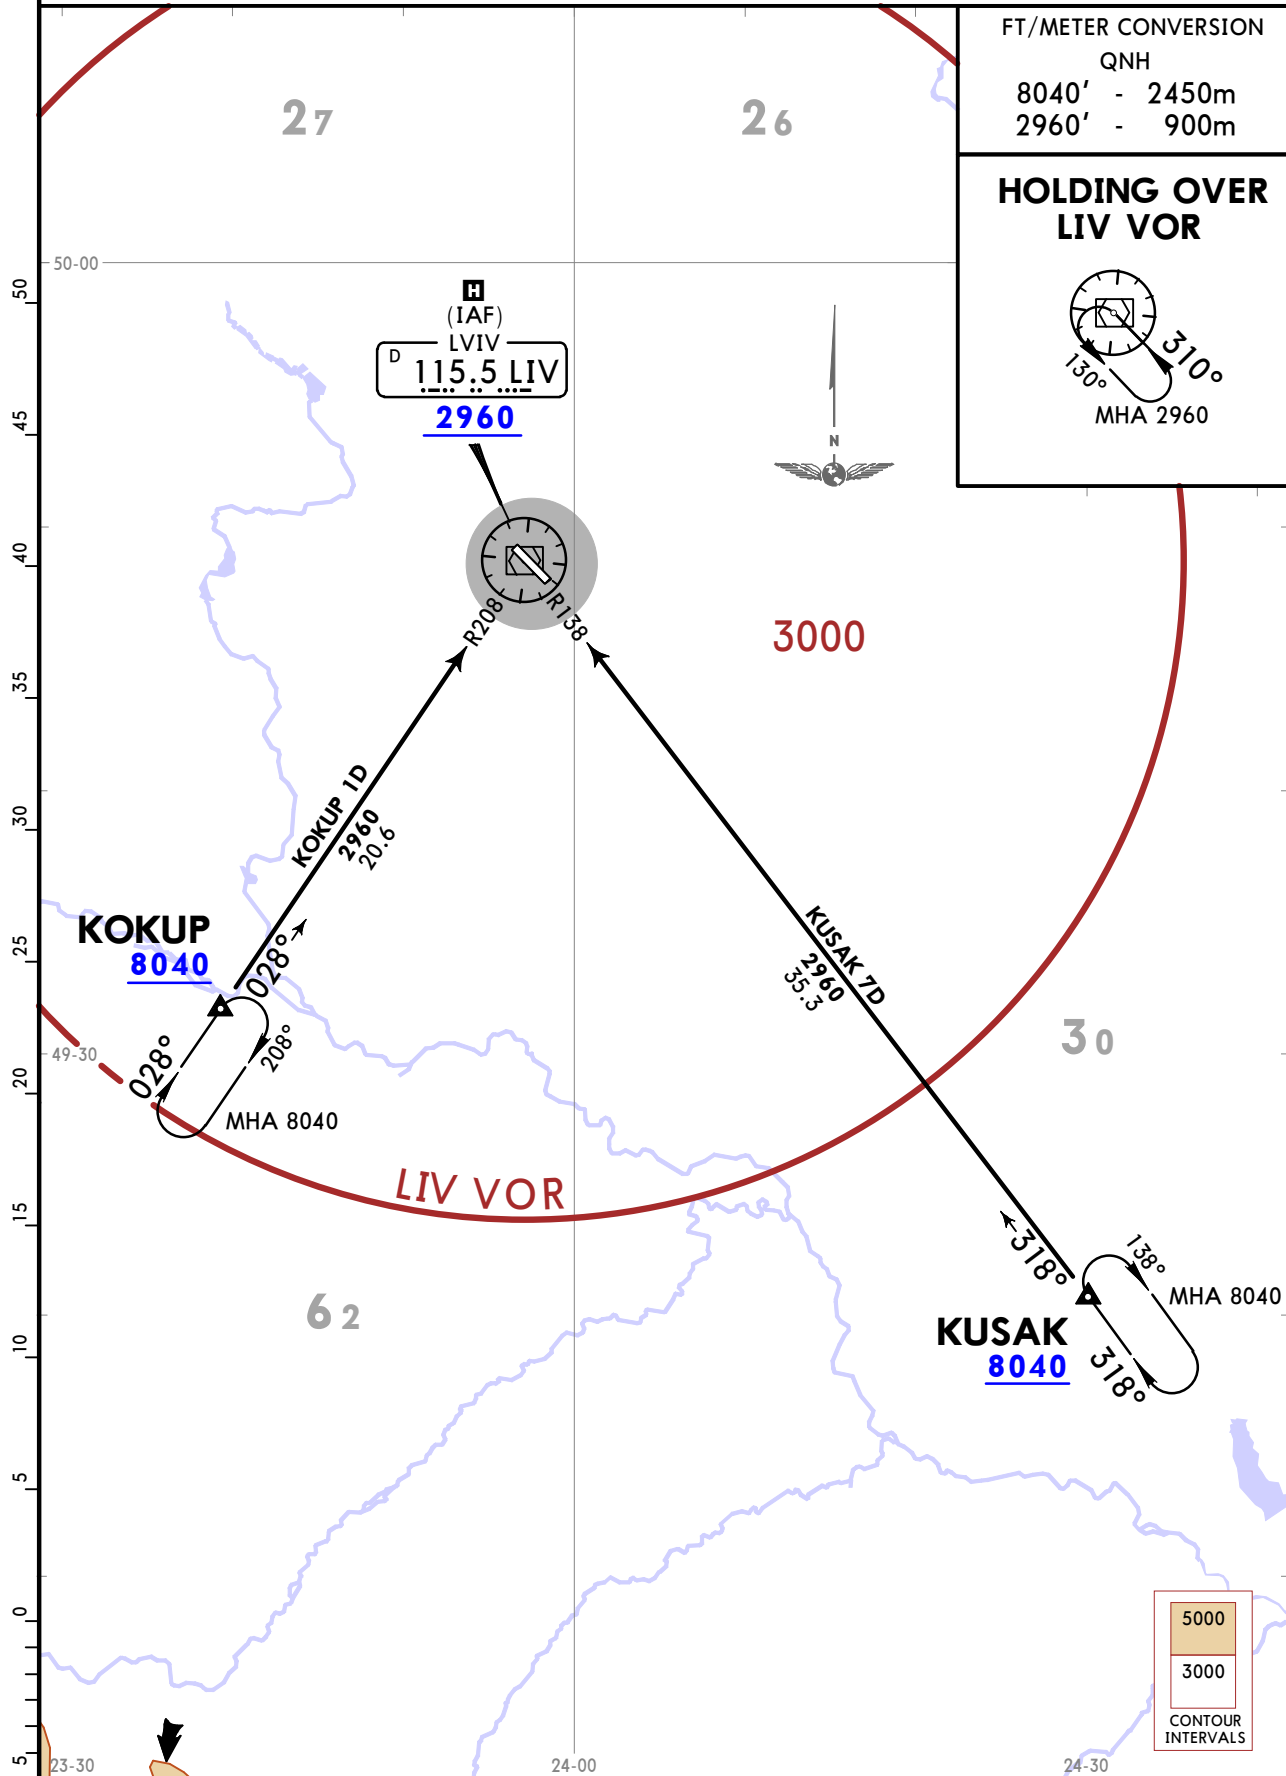 FT/METER CONVERSION
QNH
8040' - 2450m
2960' - 900m
HOLDING OVER
LIV VOR
310°
130°
MHA 2960
27
26
50-00
H
(IAF)
LVIV
D 115.5 LIV
2960
N
R208
R138
3000
KOKUP 1D
2960
20.6
KOKUP
8040
028°
028°
208°
MHA 8040
KUSAK 7D
2960
35.3
30
49-30
LIV VOR
62
318°
138°
MHA 8040
KUSAK
8040
318°
50
45
40
35
30
25
20
15
10
5
0
5
5000
3000
CONTOUR
INTERVALS
23-30
24-00
24-30